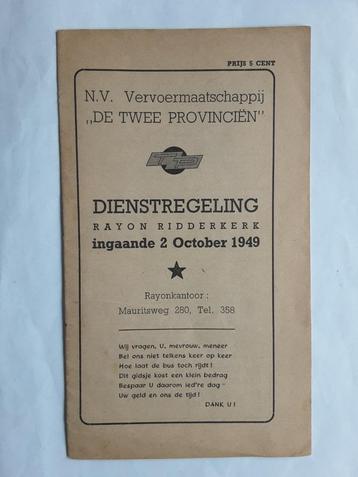 PRIJS 5 CENT
N.V. Vervoermaatschappij
„DE TWEE PROVINCIËN"
TP
DIENSTREGELING
RAYON RIDDERKERK
ingaande 2 October 1949
Rayonkantoor:
Mauritsweg 280, Tel. 358
Wij vragen, U, mevrouw, meneer
Bel ons niet telkens keer op keer
Hoe laat de bus toch rijdt!
Dit gidsje kost een klein bedrag
Bespaar U daarom ied're dag -
Uw geld en ons de tijd!
DANK U!